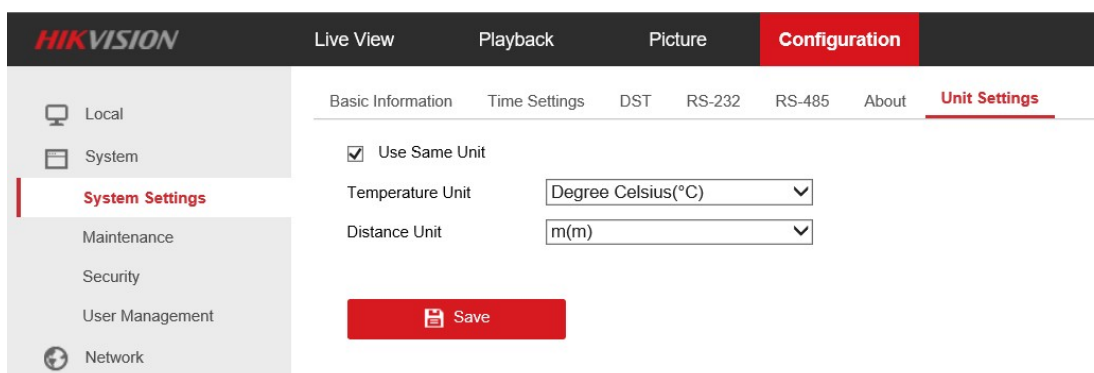 HIKVISION Live View Playback Picture Configuration
Basic Information Time Settings DST RS-232 RS-485 About Unit Settings
Local
Use Same Unit
System
Temperature Unit Degree Celsius(°C)
System Settings
Distance Unit m(m)
Maintenance
Security
User Management
Save
Network